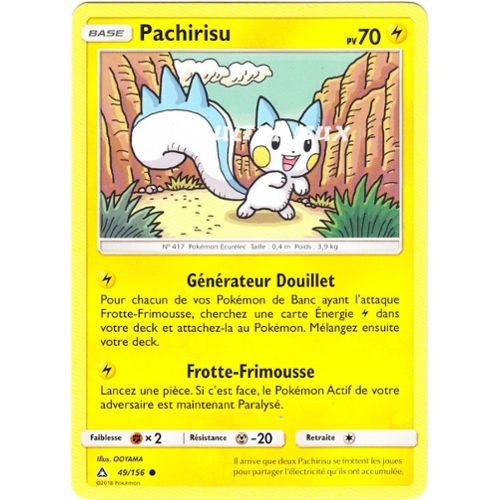 BASE Pachirisu PV70
Nº 417 Pokémon Écurélec Taille : 0,4 m Poids : 3,9 kg
Générateur Douillet
Pour chacun de vos Pokémon de Banc ayant l'attaque
Frotte-Frimousse, cherchez une carte Énergie dans
votre deck et attachez-la au Pokémon. Mélangez ensuite
votre deck.
Frotte-Frimousse
Lancez une pièce. Si c'est face, le Pokémon Actif de votre
adversaire est maintenant Paralysé.
Illus. OOYAMA
Faiblesse × 2 Résistance -20 Retraite
49/156
Il arrive que deux Pachirisu se frottent les joues
pour partager l'électricité qu'ils ont accumulée.
©2018 Pokémon